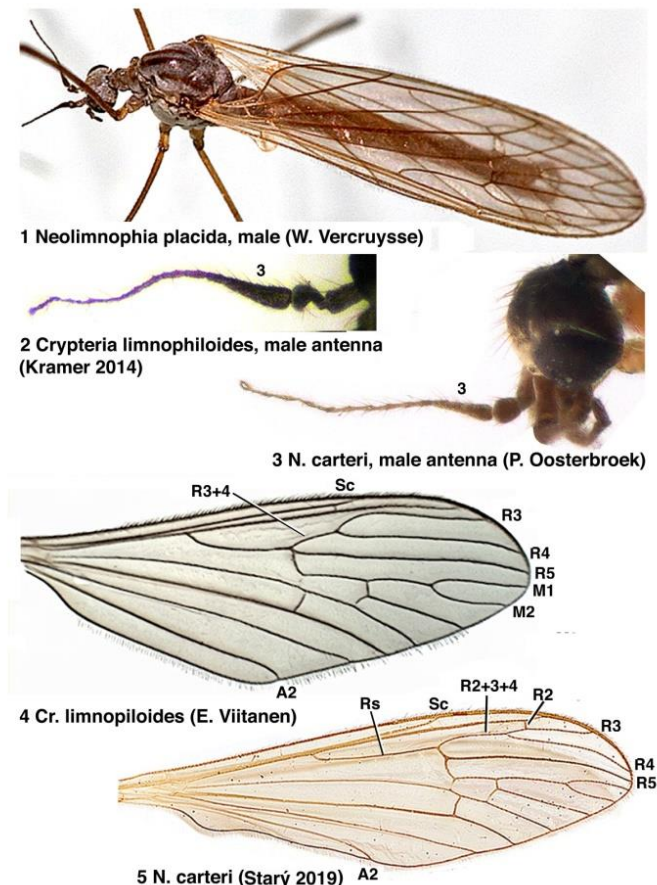 1 Neolimnophia placida, male (W. Vercruysse)
3
2 Crypteria limnophiloides, male antenna
(Kramer 2014)
3
3 N. carteri, male antenna (P. Oosterbroek)
Sc
R3+4
R3
R4
R5
M1
M2
A2
4 Cr. limnopiloides (E. Viitanen)
R2+3+4
Rs
Sc
R2
R3
R4
R5
A2
5 N. carteri (Starý 2019)